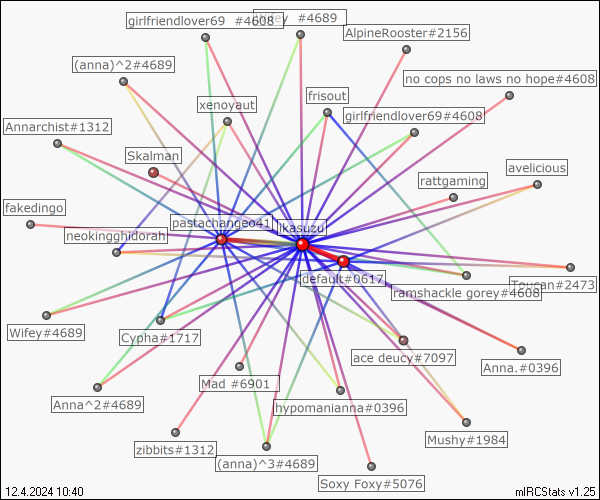 girlfriendlover69 #4608
#4689
AlpineRooster#2156
(anna)^2#4689
no cops no laws no hope#4608
frisout
xenoyaut
girlfriendlover69#4608
Annarchist#1312
Skalman
avelicious
rattgaming
fakedingo
pastachangeo41
Ikasuzu
neokingghidorah
default#0617
Toucan#2473
ramshackle gorey#4608
Wifey#4689
Cypha#1717
ace deucy#7097
Anna.#0396
Mad #6901
Anna^2#4689
hypomanianna#0396
Mushy#1984
zibbits#1312
(anna)^3#4689
Soxy Foxy#5076
12.4.2024 10:40
mIRCStats v1.25